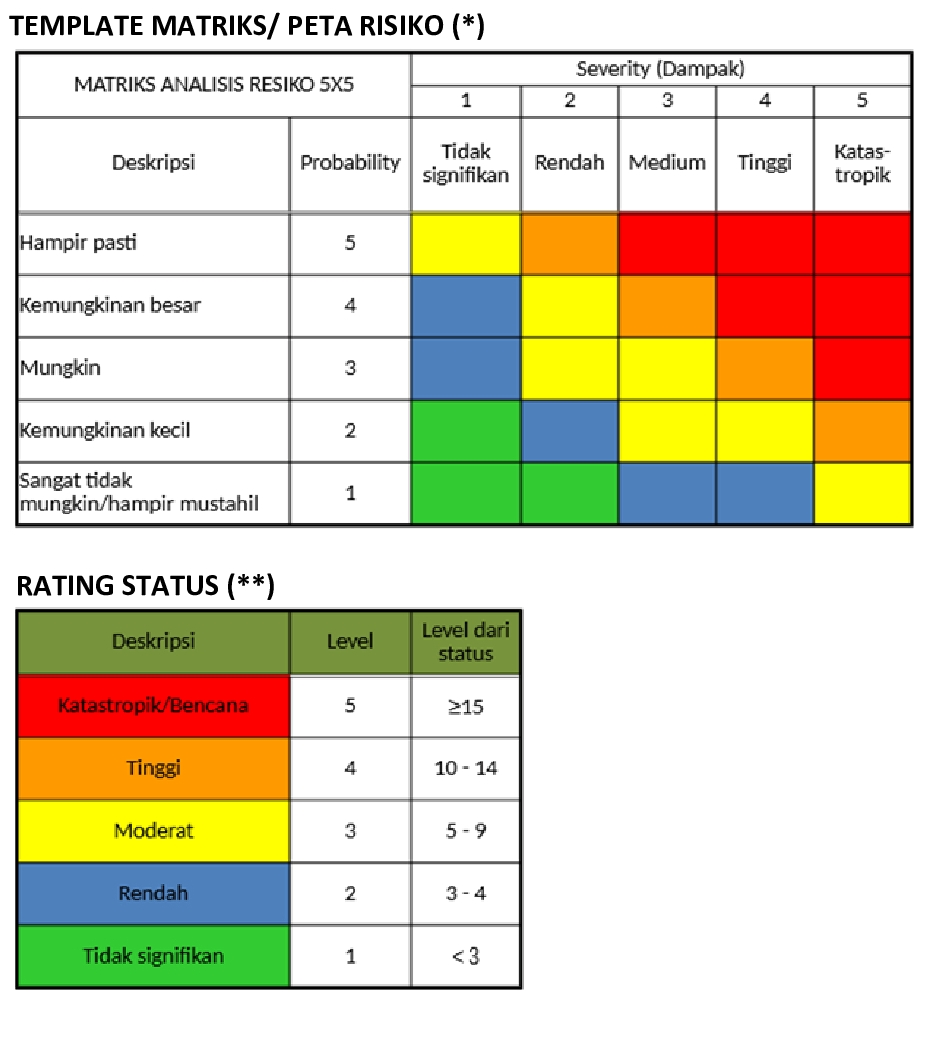 TEMPLATE MATRIKS/ PETA RISIKO (*)
MATRIKS ANALISIS RESIKO 5X5
Severity (Dampak)
1 2 3 4 5
Deskripsi Probability Tidak signifikan Rendah Medium Tinggi Katas-tropik
Hampir pasti 5
Kemungkinan besar 4
Mungkin 3
Kemungkinan kecil 2
Sangat tidak
mungkin/hampir mustahil 1
RATING STATUS (**)
Deskripsi Level Level dari status
Katastropik/Bencana 5 ≥15
Tinggi 4 10 - 14
Moderat 3 5 - 9
Rendah 2 3 - 4
Tidak signifikan 1 < 3